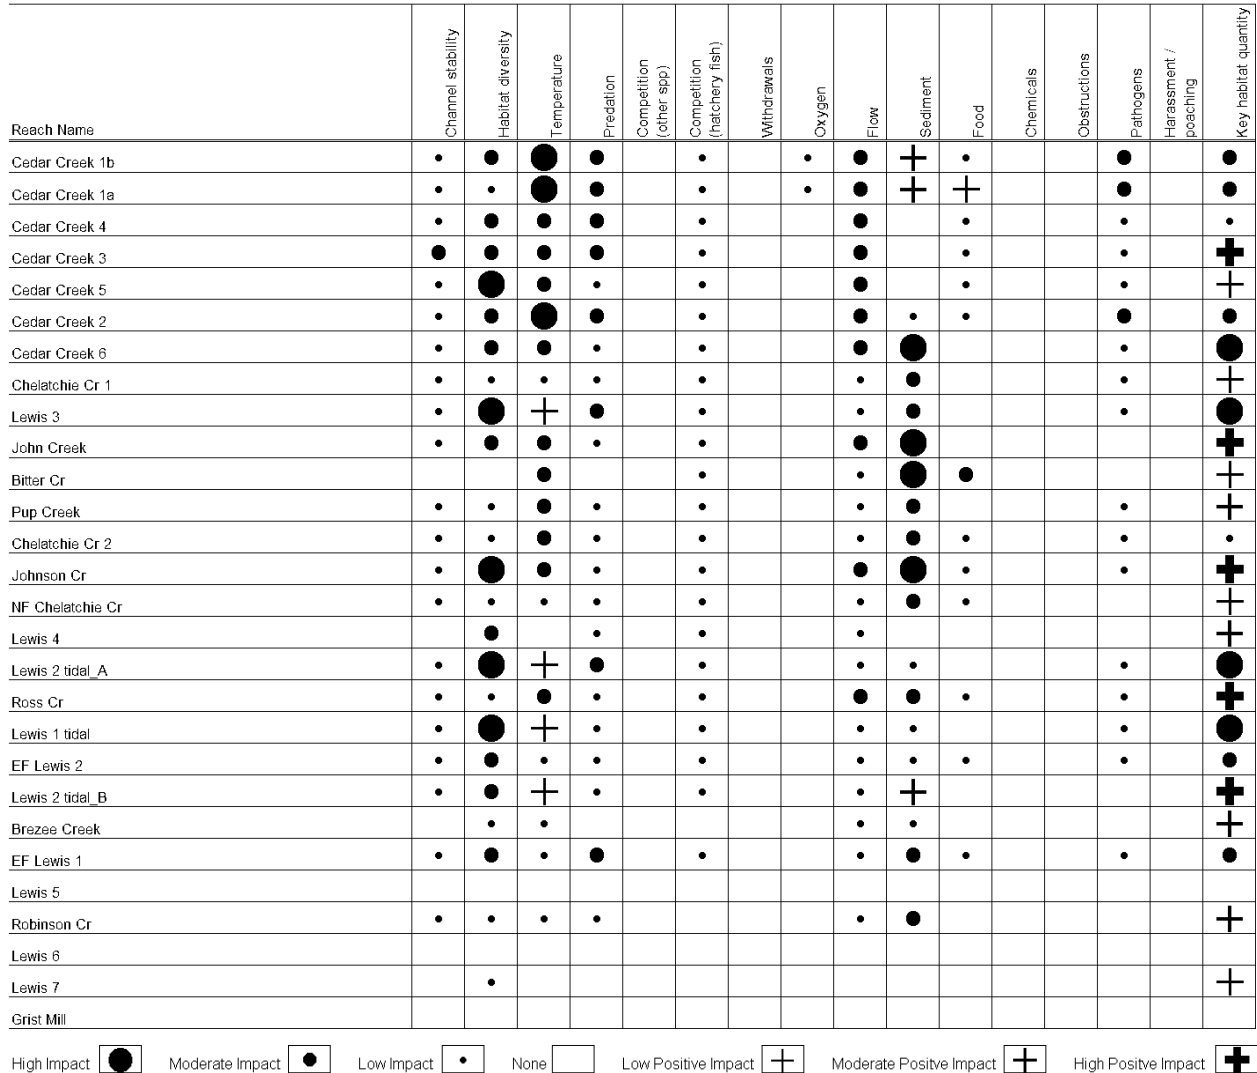 Reach Name
Channel stability
Habitat diversity
Temperature
Predation
Competition
(other spp)
Competition
(hatchery fish)
Withdrawals
Oxygen
Flow
Sediment
Food
Chemicals
Obstructions
Pathogens
Harassment /
poaching
Key habitat quantity
Cedar Creek 1b
Cedar Creek 1a
Cedar Creek 4
Cedar Creek 3
Cedar Creek 5
Cedar Creek 2
Cedar Creek 6
Chelatchie Cr 1
Lewis 3
John Creek
Bitter Cr
Pup Creek
Chelatchie Cr 2
Johnson Cr
NF Chelatchie Cr
Lewis 4
Lewis 2 tidal_A
Ross Cr
Lewis 1 tidal
EF Lewis 2
Lewis 2 tidal_B
Brezee Creek
EF Lewis 1
Lewis 5
Robinson Cr
Lewis 6
Lewis 7
Grist Mill
High Impact Moderate Impact Low Impact None Low Positive Impact Moderate Positve Impact High Positve Impact